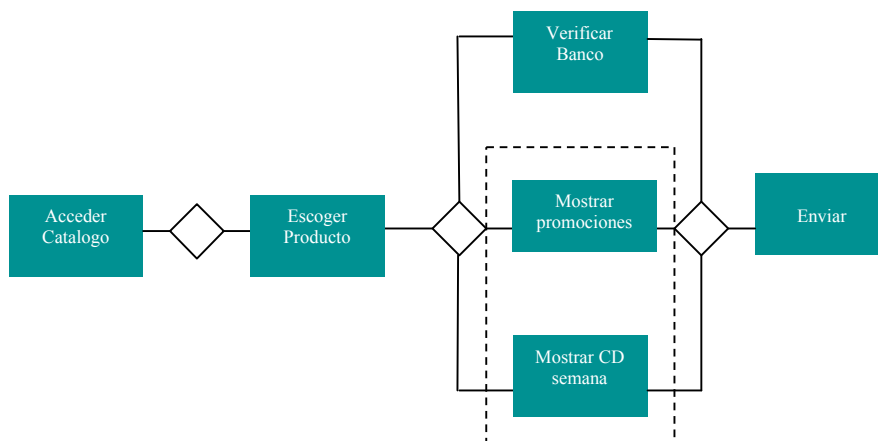 Acceder
Catalogo
Escoger
Producto
Verificar
Banco
Mostrar
promociones
Mostrar CD
semana
Enviar